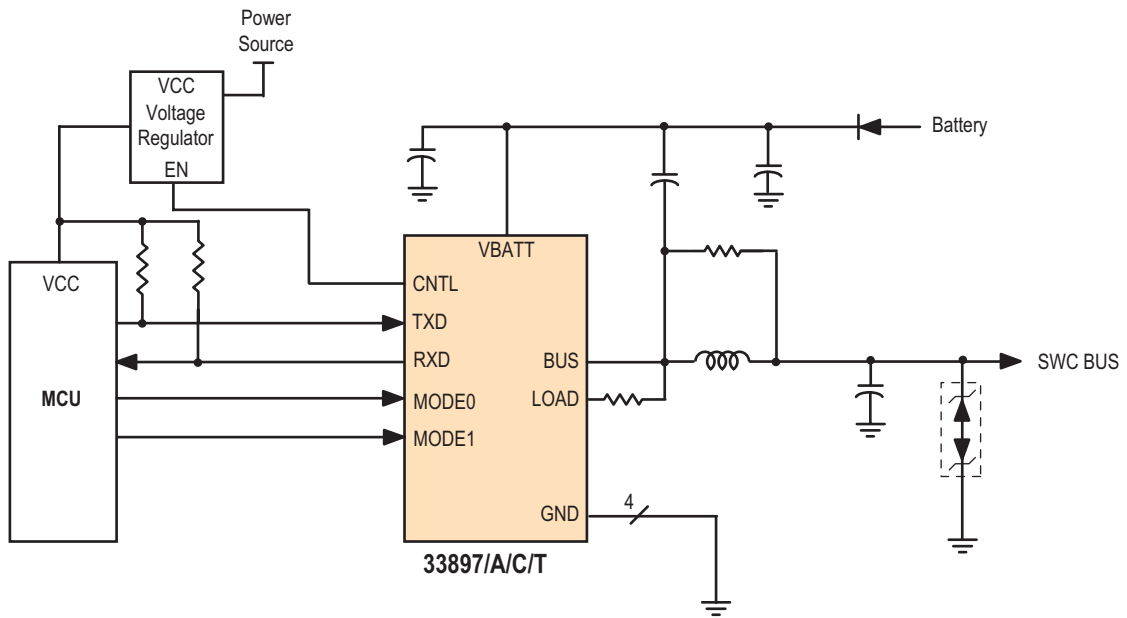 Power
Source
VCC
Voltage
Regulator
EN
Battery
VBATT
VCC
CNTL
TXD
RXD
BUS
SWC BUS
MCU
MODE0
LOAD
MODE1
4
GND
33897/A/C/T